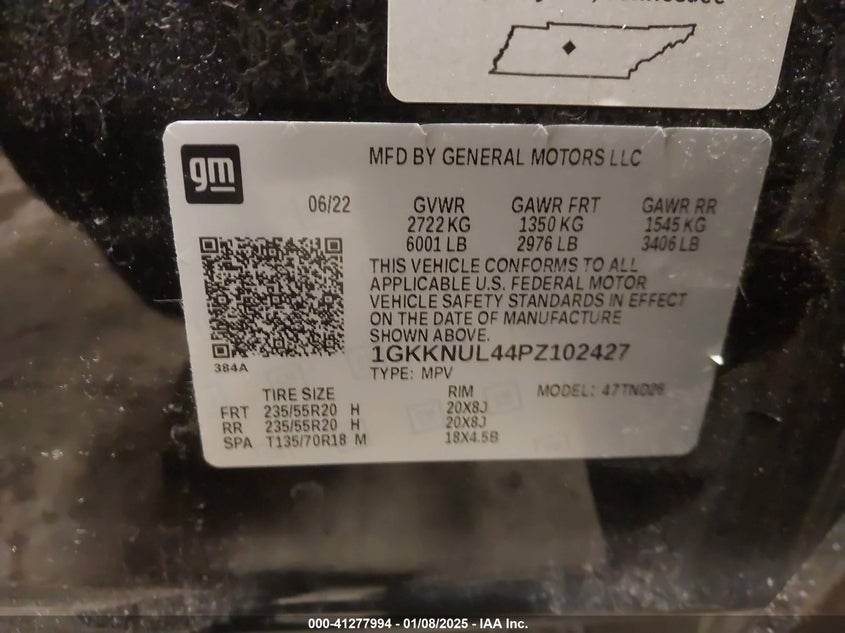 gm
MFD BY GENERAL MOTORS LLC
06/22 GVWR GAWR FRT GAWR RR
2722 KG 1350 KG 1545 KG
6001 LB 2976 LB 3406 LB
THIS VEHICLE CONFORMS TO ALL
APPLICABLE U.S. FEDERAL MOTOR
VEHICLE SAFETY STANDARDS IN EFFECT
ON THE DATE OF MANUFACTURE
SHOWN ABOVE.
384A
1GKKNUL44PZ102427
TYPE: MPV
TIRE SIZE RIM MODEL: 47TND26
FRT 235/55R20 H 20X8J
RR 235/55R20 H 20X8J
SPA T135/70R18 M 18X4.5B
000-41277994 - 01/08/2025 - IAA Inc.